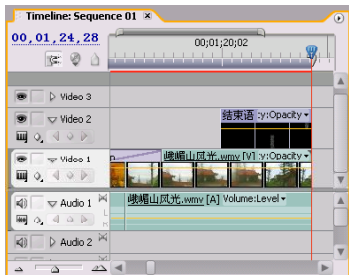 Timeline: Sequence 01
00,01,24,28
00;01;20;02
Video 3
Video 2
结束语 :y:Opacity
Video 1
峨嵋山风光.wmv [V] :y:Opacity
Audio 1
峨嵋山风光.wmv [A] Volume:Level
Audio 2